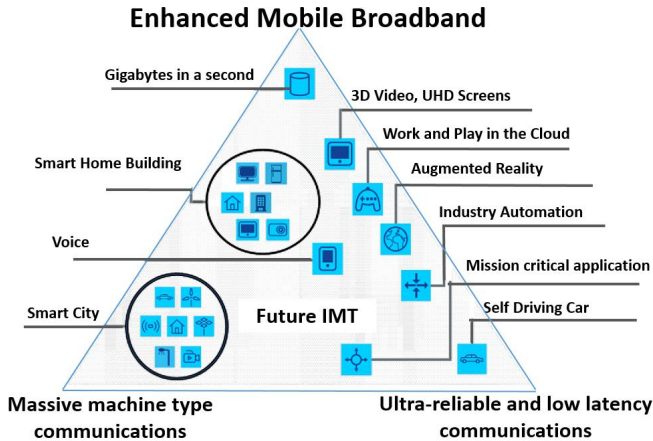 Enhanced Mobile Broadband
Gigabytes in a second
3D Video, UHD Screens
Work and Play in the Cloud
Smart Home Building
Augmented Reality
Industry Automation
Voice
Mission critical application
Smart City
Self Driving Car
Future IMT
Massive machine type
communications
Ultra-reliable and low latency
communications